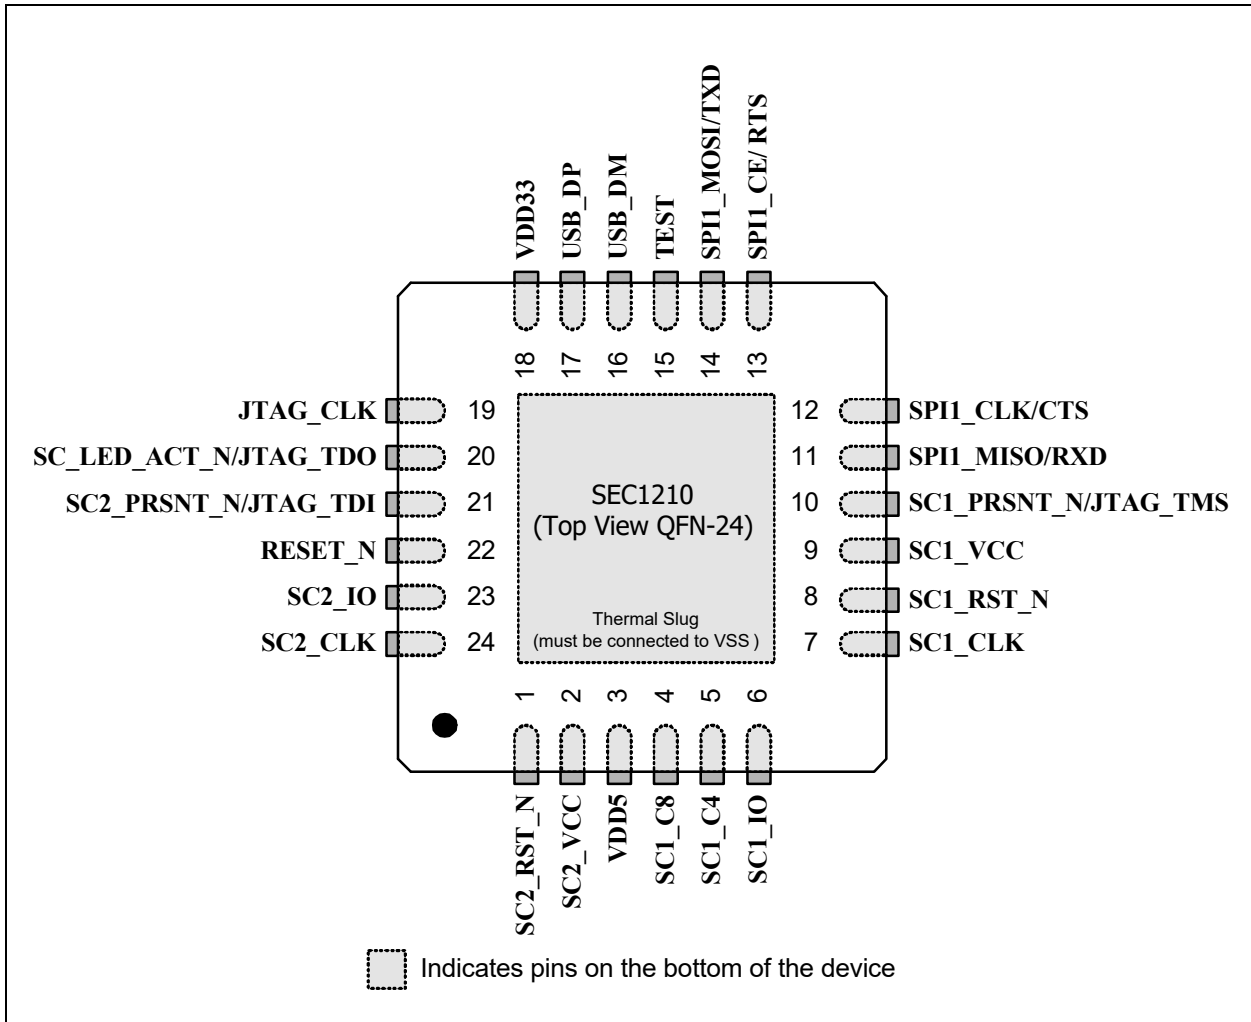 VDD33
USB_DP
USB_DM
TEST
SPI1_MOSI/TXD
SPI1_CE/ RTS
18
17
16
15
14
13
JTAG_CLK
19
SC_LED_ACT_N/JTAG_TDO
20
SC2_PRSNT_N/JTAG_TDI
21
RESET_N
22
SC2_IO
23
SC2_CLK
24
SEC1210
(Top View QFN-24)
Thermal Slug
(must be connected to VSS )
12
SPI1_CLK/CTS
11
SPI1_MISO/RXD
10
SC1_PRSNT_N/JTAG_TMS
9
SC1_VCC
8
SC1_RST_N
7
SC1_CLK
1
2
3
4
5
6
SC2_RST_N
SC2_VCC
VDD5
SC1_C8
SC1_C4
SC1_IO
Indicates pins on the bottom of the device